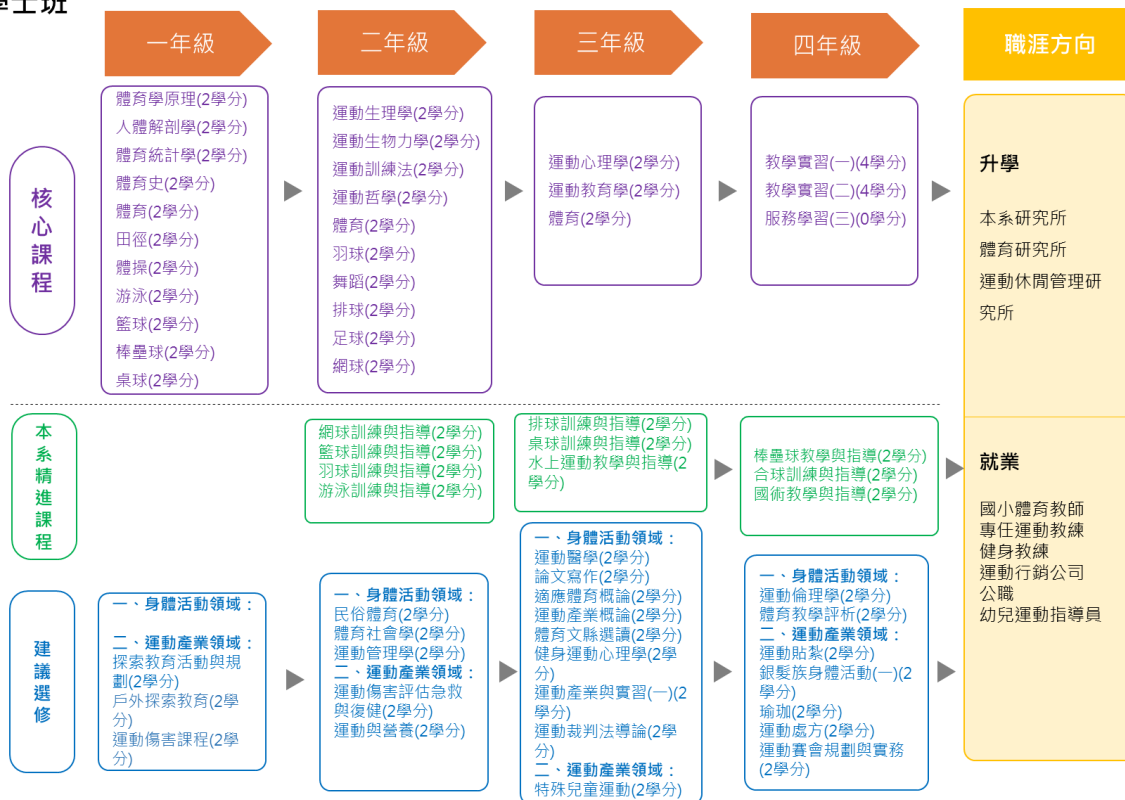 學士班
一年級
二年級
三年級
四年級
職涯方向
核心課程
體育學原理(2學分)
人體解剖學(2學分)
體育統計學(2學分)
體育史(2學分)
體育(2學分)
田徑(2學分)
體操(2學分)
游泳(2學分)
籃球(2學分)
棒壘球(2學分)
桌球(2學分)
運動生理學(2學分)
運動生物力學(2學分)
運動訓練法(2學分)
運動哲學(2學分)
體育(2學分)
羽球(2學分)
舞蹈(2學分)
排球(2學分)
足球(2學分)
網球(2學分)
運動心理學(2學分)
運動教育學(2學分)
體育(2學分)
教學實習(一)(4學分)
教學實習(二)(4學分)
服務學習(三)(0學分)
升學
本系研究所
體育研究所
運動休閒管理研
究所
本系精進課程
網球訓練與指導(2學分)
籃球訓練與指導(2學分)
羽球訓練與指導(2學分)
游泳訓練與指導(2學分)
排球訓練與指導(2學分)
桌球訓練與指導(2學分)
水上運動教學與指導(2
學分)
棒壘球教學與指導(2學分)
合球訓練與指導(2學分)
國術教學與指導(2學分)
就業
國小體育教師
專任運動教練
健身教練
運動行銷公司
公職
幼兒運動指導員
建議選修
一、身體活動領域：
二、運動產業領域：
探索教育活動與規
劃(2學分)
戶外探索教育(2學
分)
運動傷害課程(2學
分)
一、身體活動領域：
民俗體育(2學分)
體育社會學(2學分)
運動管理學(2學分)
二、運動產業領域：
運動傷害評估急救
與復健(2學分)
運動與營養(2學分)
一、身體活動領域：
運動醫學(2學分)
論文寫作(2學分)
適應體育概論(2學分)
運動產業概論(2學分)
體育文縣選讀(2學分)
健身運動心理學(2學
分)
運動產業與實習(一)(2
學分)
運動裁判法導論(2學
分)
二、運動產業領域：
特殊兒童運動(2學分)
一、身體活動領域：
運動倫理學(2學分)
體育教學評析(2學分)
二、運動產業領域：
運動貼紮(2學分)
銀髮族身體活動(一)(2
學分)
瑜珈(2學分)
運動處方(2學分)
運動賽會規劃與實務
(2學分)